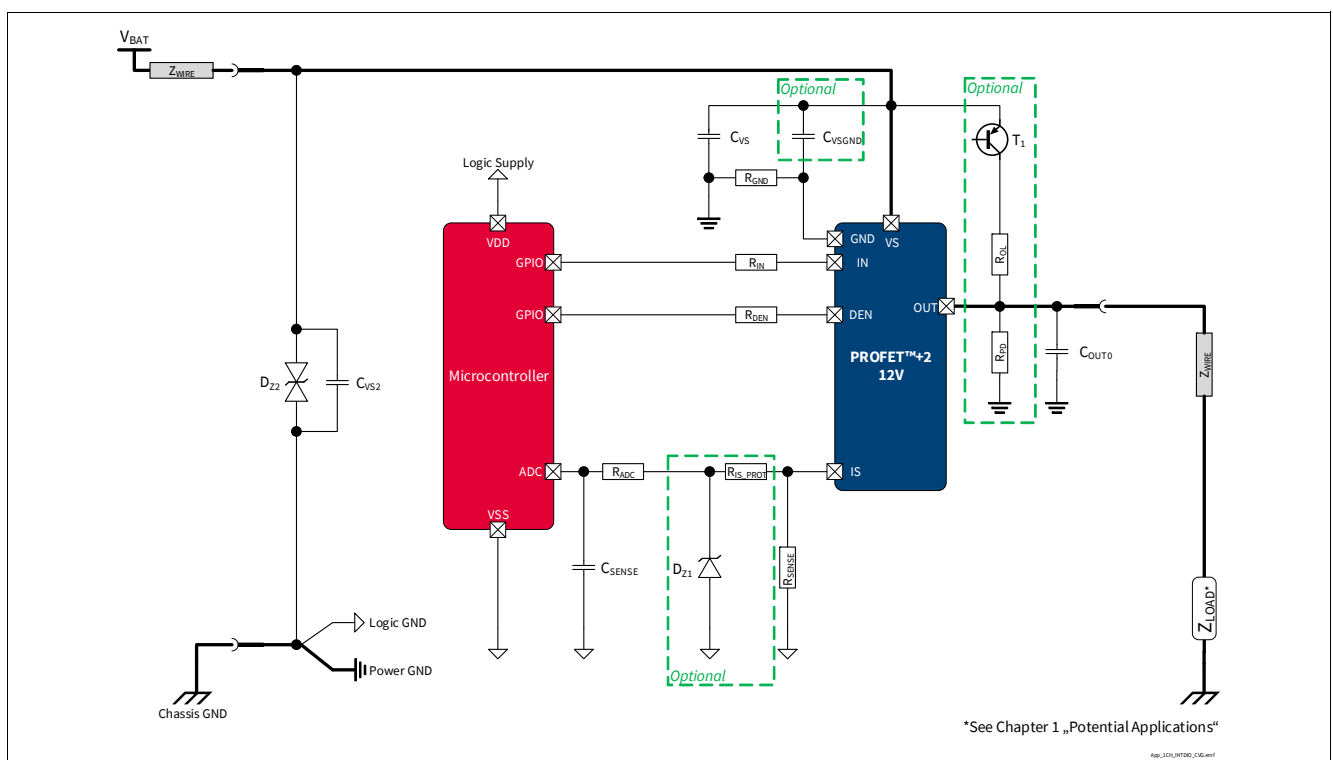 VBAT
ZWIRE
Optional
Optional
CVS
CVSGND
T1
Logic Supply
RGND
VDD
GND
VS
GPIO
RIN
IN
ROL
OUT
GPIO
RDEN
DEN
PROFET™+2
12V
RPD
COUT0
ZWIRE
DZ2
CVS2
Microcontroller
ADC
RADC
RIS_PROT
IS
VSS
CSENSE
DZ1
RSENSE
ZLOAD*
Logic GND
Power GND
Optional
Chassis GND
*See Chapter 1 „Potential Applications“
App_1CH_INTDIO_CVG.emf